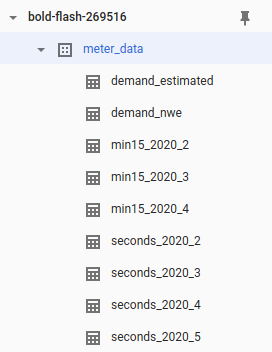 bold-flash-269516
meter_data
demand_estimated
demand_nwe
min15_2020_2
min15_2020_3
min15_2020_4
seconds_2020_2
seconds_2020_3
seconds_2020_4
seconds_2020_5